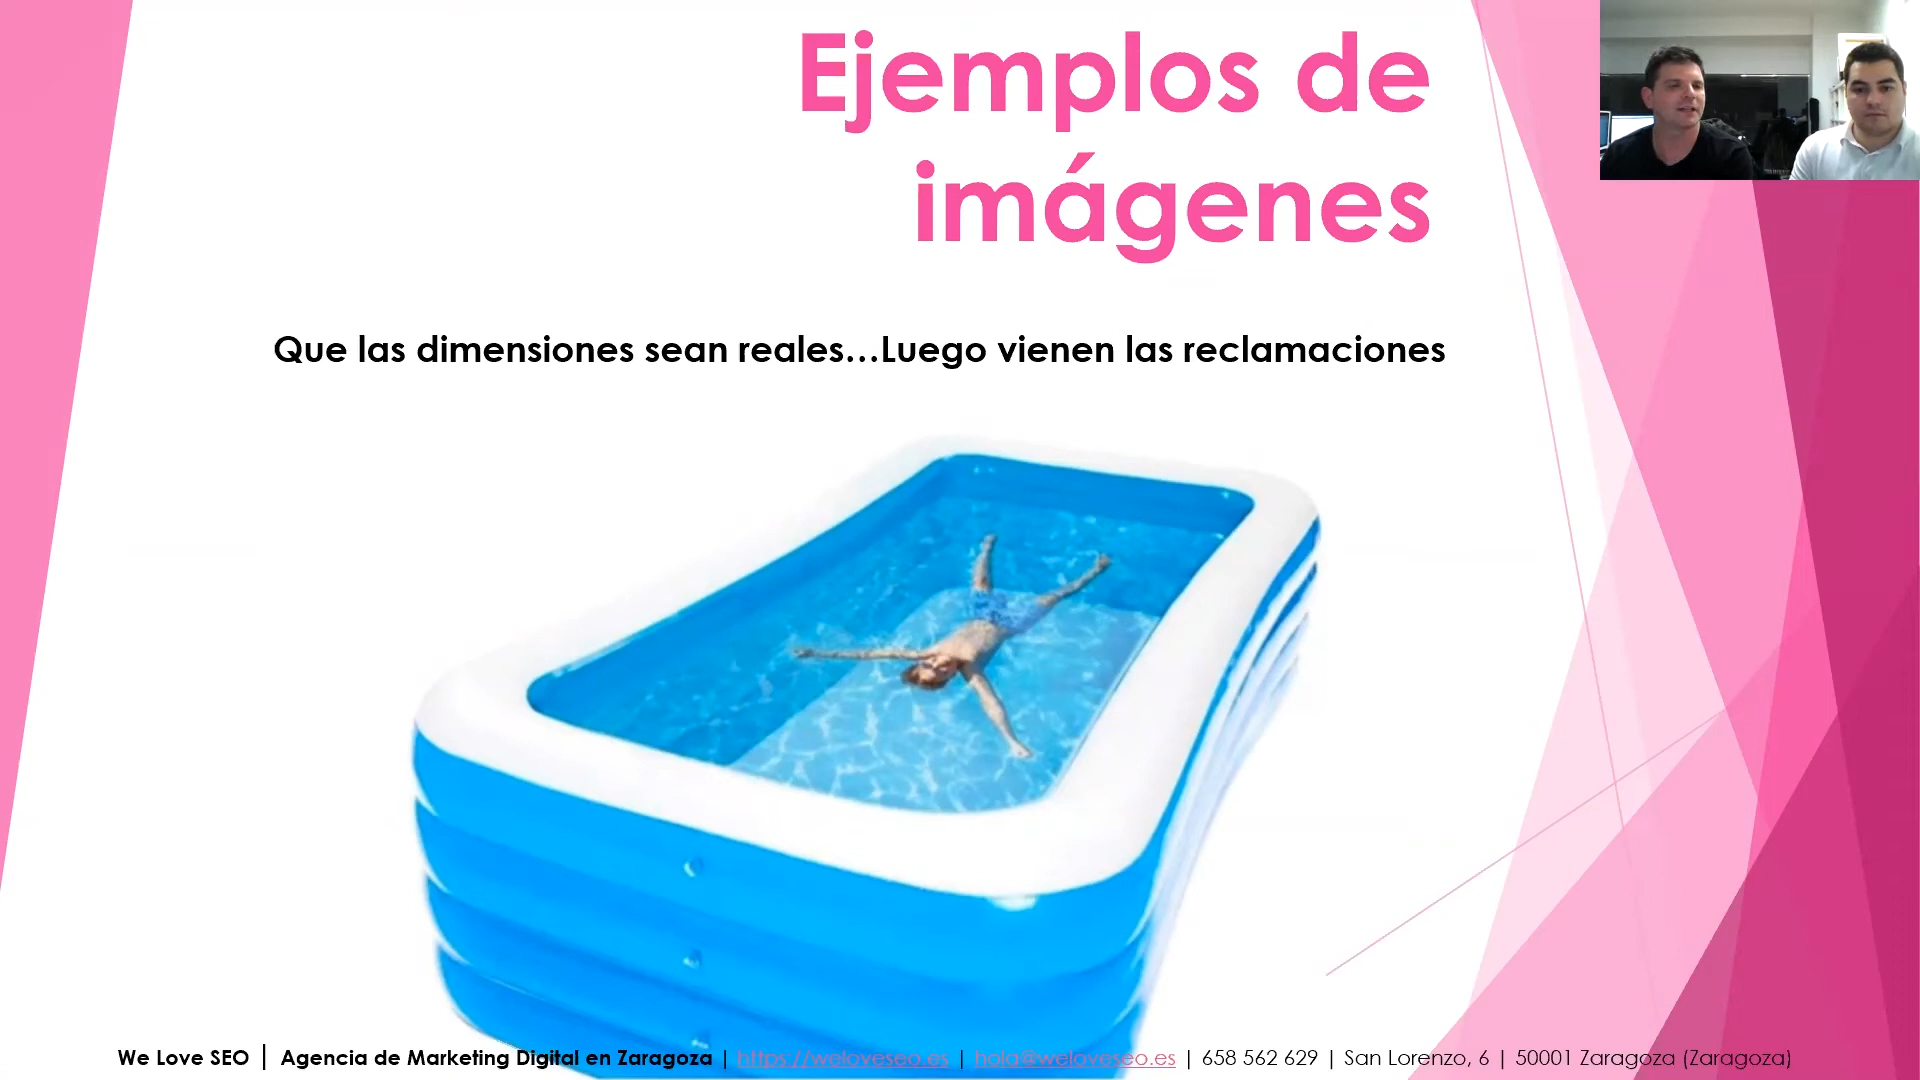 Ejemplos de
imágenes
Que las dimensiones sean reales...Luego vienen las reclamaciones
We Love SEO | Agencia de Marketing Digital en Zaragoza | https://weloveseo.es | hola@weloveseo.es | 658 562 629 | San Lorenzo, 6 | 50001 Zaragoza (Zaragoza)